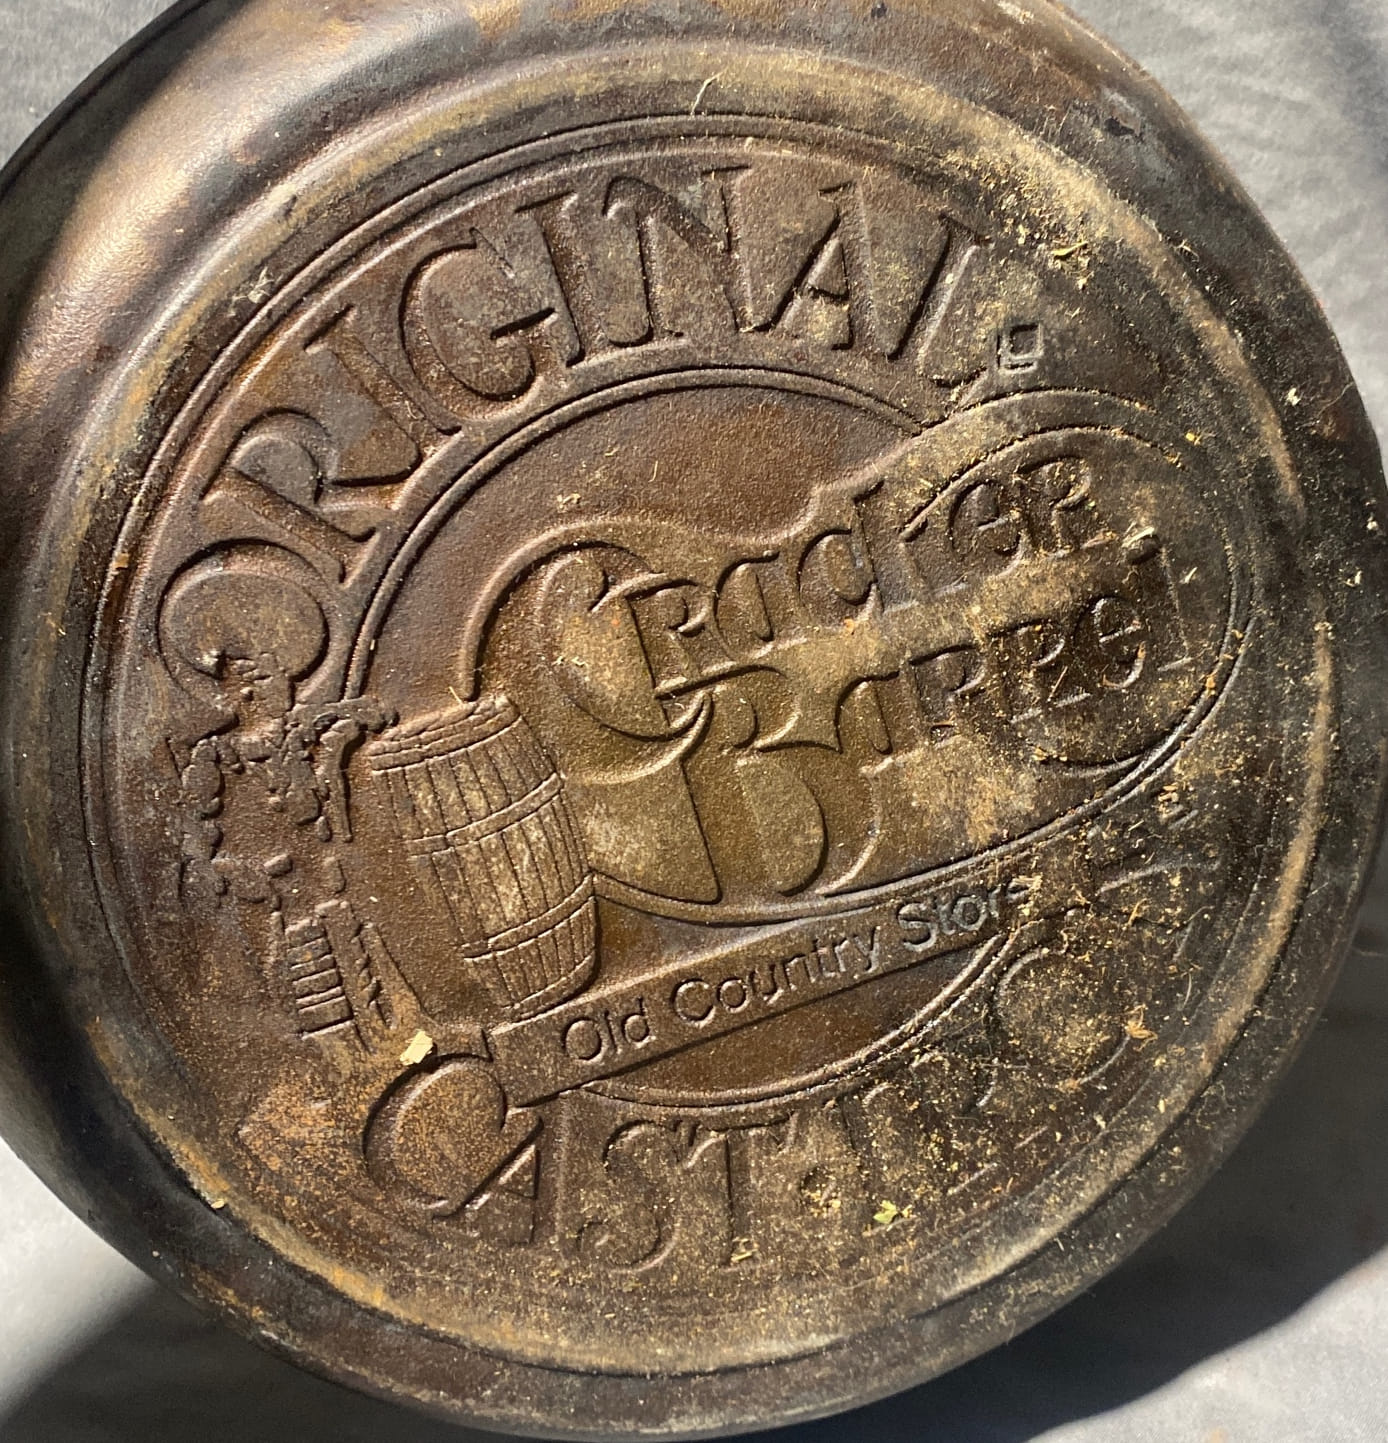 ORIGINAL
Cracker
Barrel
Old Country Store
CAST IRON